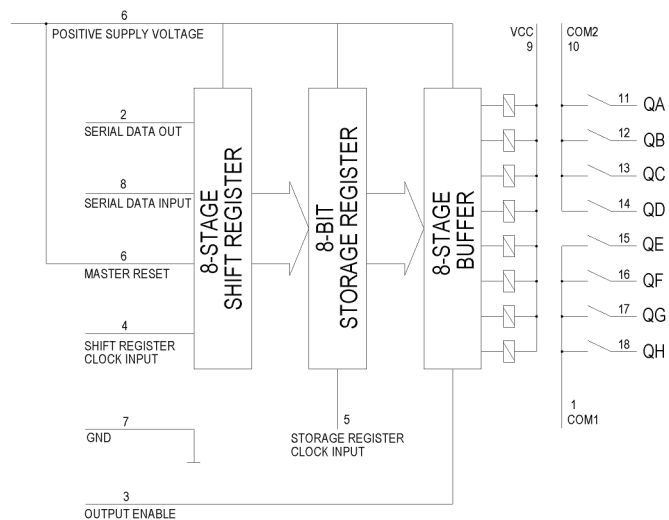 6
POSITIVE SUPPLY VOLTAGE
VCC
9
COM2
10
2
SERIAL DATA OUT
8
SERIAL DATA INPUT
6
MASTER RESET
4
SHIFT REGISTER
CLOCK INPUT
7
GND
3
OUTPUT ENABLE
8-STAGE
SHIFT REGISTER
8-BIT
STORAGE REGISTER
5
STORAGE REGISTER
CLOCK INPUT
8-STAGE
BUFFER
11 QA
12 QB
13 QC
14 QD
15 QE
16 QF
17 QG
18 QH
1
COM1